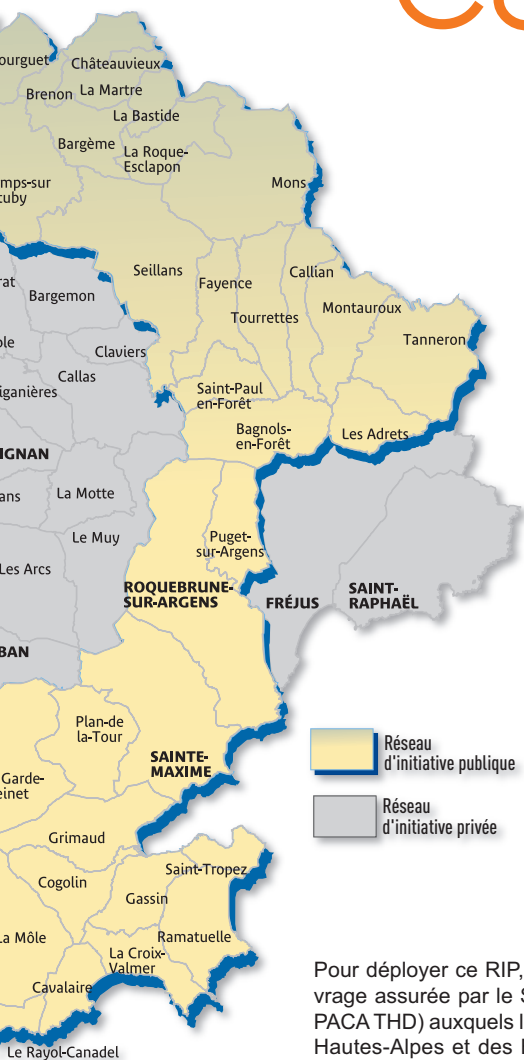 ourguet
Châteauvieux
Brenon
La Martre
La Bastide
Bargème
La Roque-
Esclapon
mps-sur
tuby
Mons
Seillans
Fayence
Callian
rat
Bargemon
Tourrettes
Montauroux
ole
Claviers
Tanneron
Callas
iganières
Saint-Paul
en-Forêt
Bagnols-
en-Forêt
Les Adrets
IGNAN
ans
La Motte
Le Muy
Puget-
sur-Argens
Les Arcs
ROQUEBRUNE-
SUR-ARGENS
FRÉJUS
SAINT-
RAPHAËL
BAN
Plan-de
la-Tour
SAINTE-
MAXIME
Réseau
d'initiative publique
Garde-
einet
Réseau
d'initiative privée
Grimaud
Saint-Tropez
Cogolin
Gassin
La Môle
Ramatuelle
La Croix-
Valmer
Cavalaire
Le Rayol-Canadel
Pour déployer ce RIP,
vrage assurée par le S
PACA THD) auxquels l
Hautes-Alpes et des